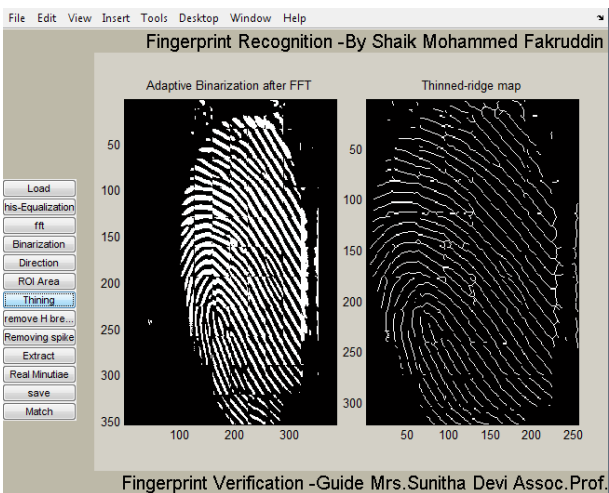 File Edit View Insert Tools Desktop Window Help
Fingerprint Recognition -By Shaik Mohammed Fakruddin
Adaptive Binarization after FFT
Thinned-ridge map
50
100
150
200
250
300
350
100 200 300
50
100
150
200
250
300
50 100 150 200 250
Load
his-Equalization
fft
Binarization
Direction
ROI Area
Thining
remove H bre...
Removing spike
Extract
Real Minutiae
save
Match
Fingerprint Verification -Guide Mrs.Sunitha Devi Assoc.Prof.